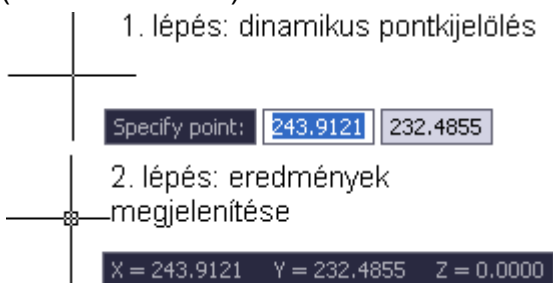 1. lépés: dinamikus pontkijelölés
Specify point: 243.9121 232.4855
2. lépés: eredmények
megjelenítése
X = 243.9121 Y = 232.4855 Z = 0.0000